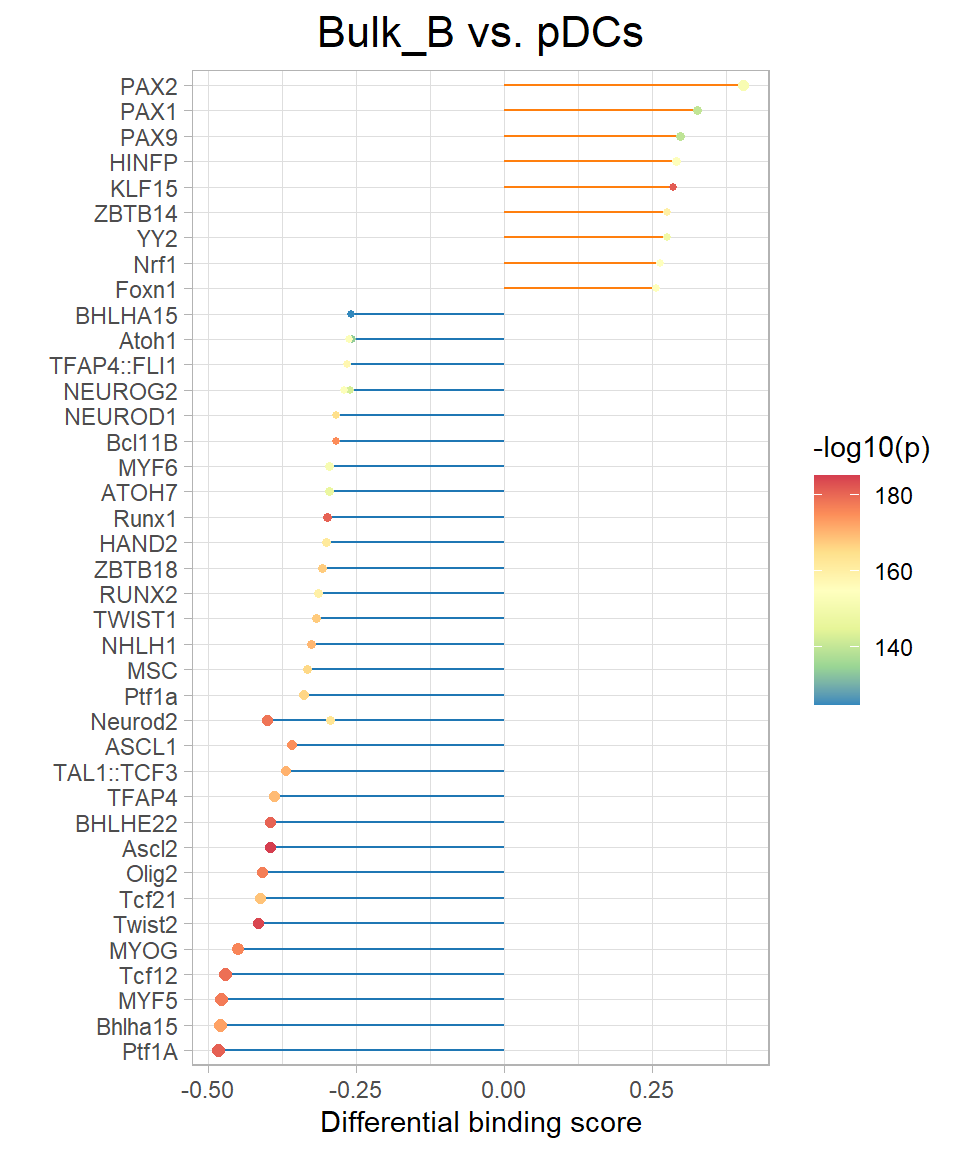 Bulk_B vs. pDCs
PAX2
PAX1
PAX9
HINFP
KLF15
ZBTB14
YY2
Nrf1
Foxn1
BHLHA15
Atoh1
TFAP4::FLI1
NEUROG2
NEUROD1
Bcl11B
MYF6
ATOH7
Runx1
HAND2
ZBTB18
RUNX2
TWIST1
NHLH1
MSC
Ptf1a
Neurod2
ASCL1
TAL1::TCF3
TFAP4
BHLHE22
Ascl2
Olig2
Tcf21
Twist2
MYOG
Tcf12
MYF5
Bhlha15
Ptf1A
-0.50 -0.25 0.00 0.25
Differential binding score
-log10(p)
180
160
140